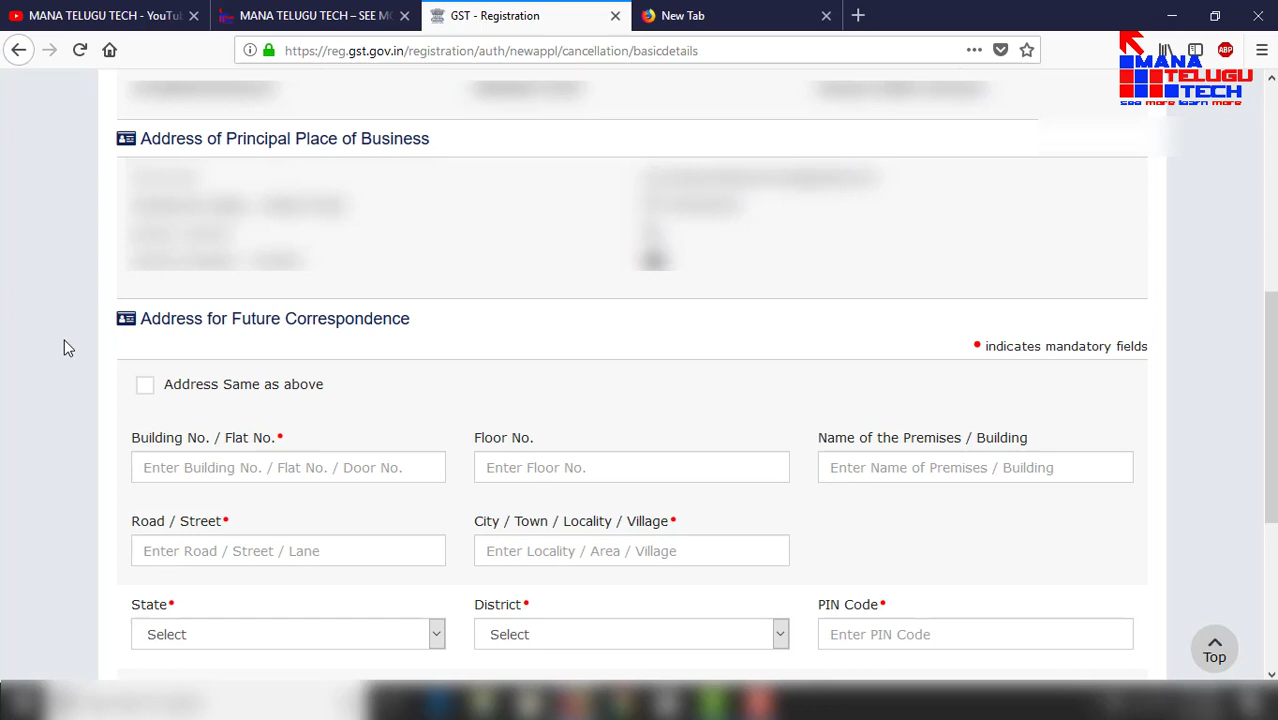 MANA TELUGU TECH - YouTu
MANA TELUGU TECH – SEE MO
GST - Registration
New Tab
https://reg.gst.gov.in/registration/auth/newappl/cancellation/basicdetails
ABP
MANA
TELUGU
TECH
see more learn more
Address of Principal Place of Business
Address for Future Correspondence
• indicates mandatory fields
Address Same as above
Building No. / Flat No.•
Floor No.
Name of the Premises / Building
Enter Building No. / Flat No. / Door No.
Enter Floor No.
Enter Name of Premises / Building
Road / Street•
City / Town / Locality / Village•
Enter Road / Street / Lane
Enter Locality / Area / Village
State•
District•
PIN Code•
Select
Select
Enter PIN Code
Top